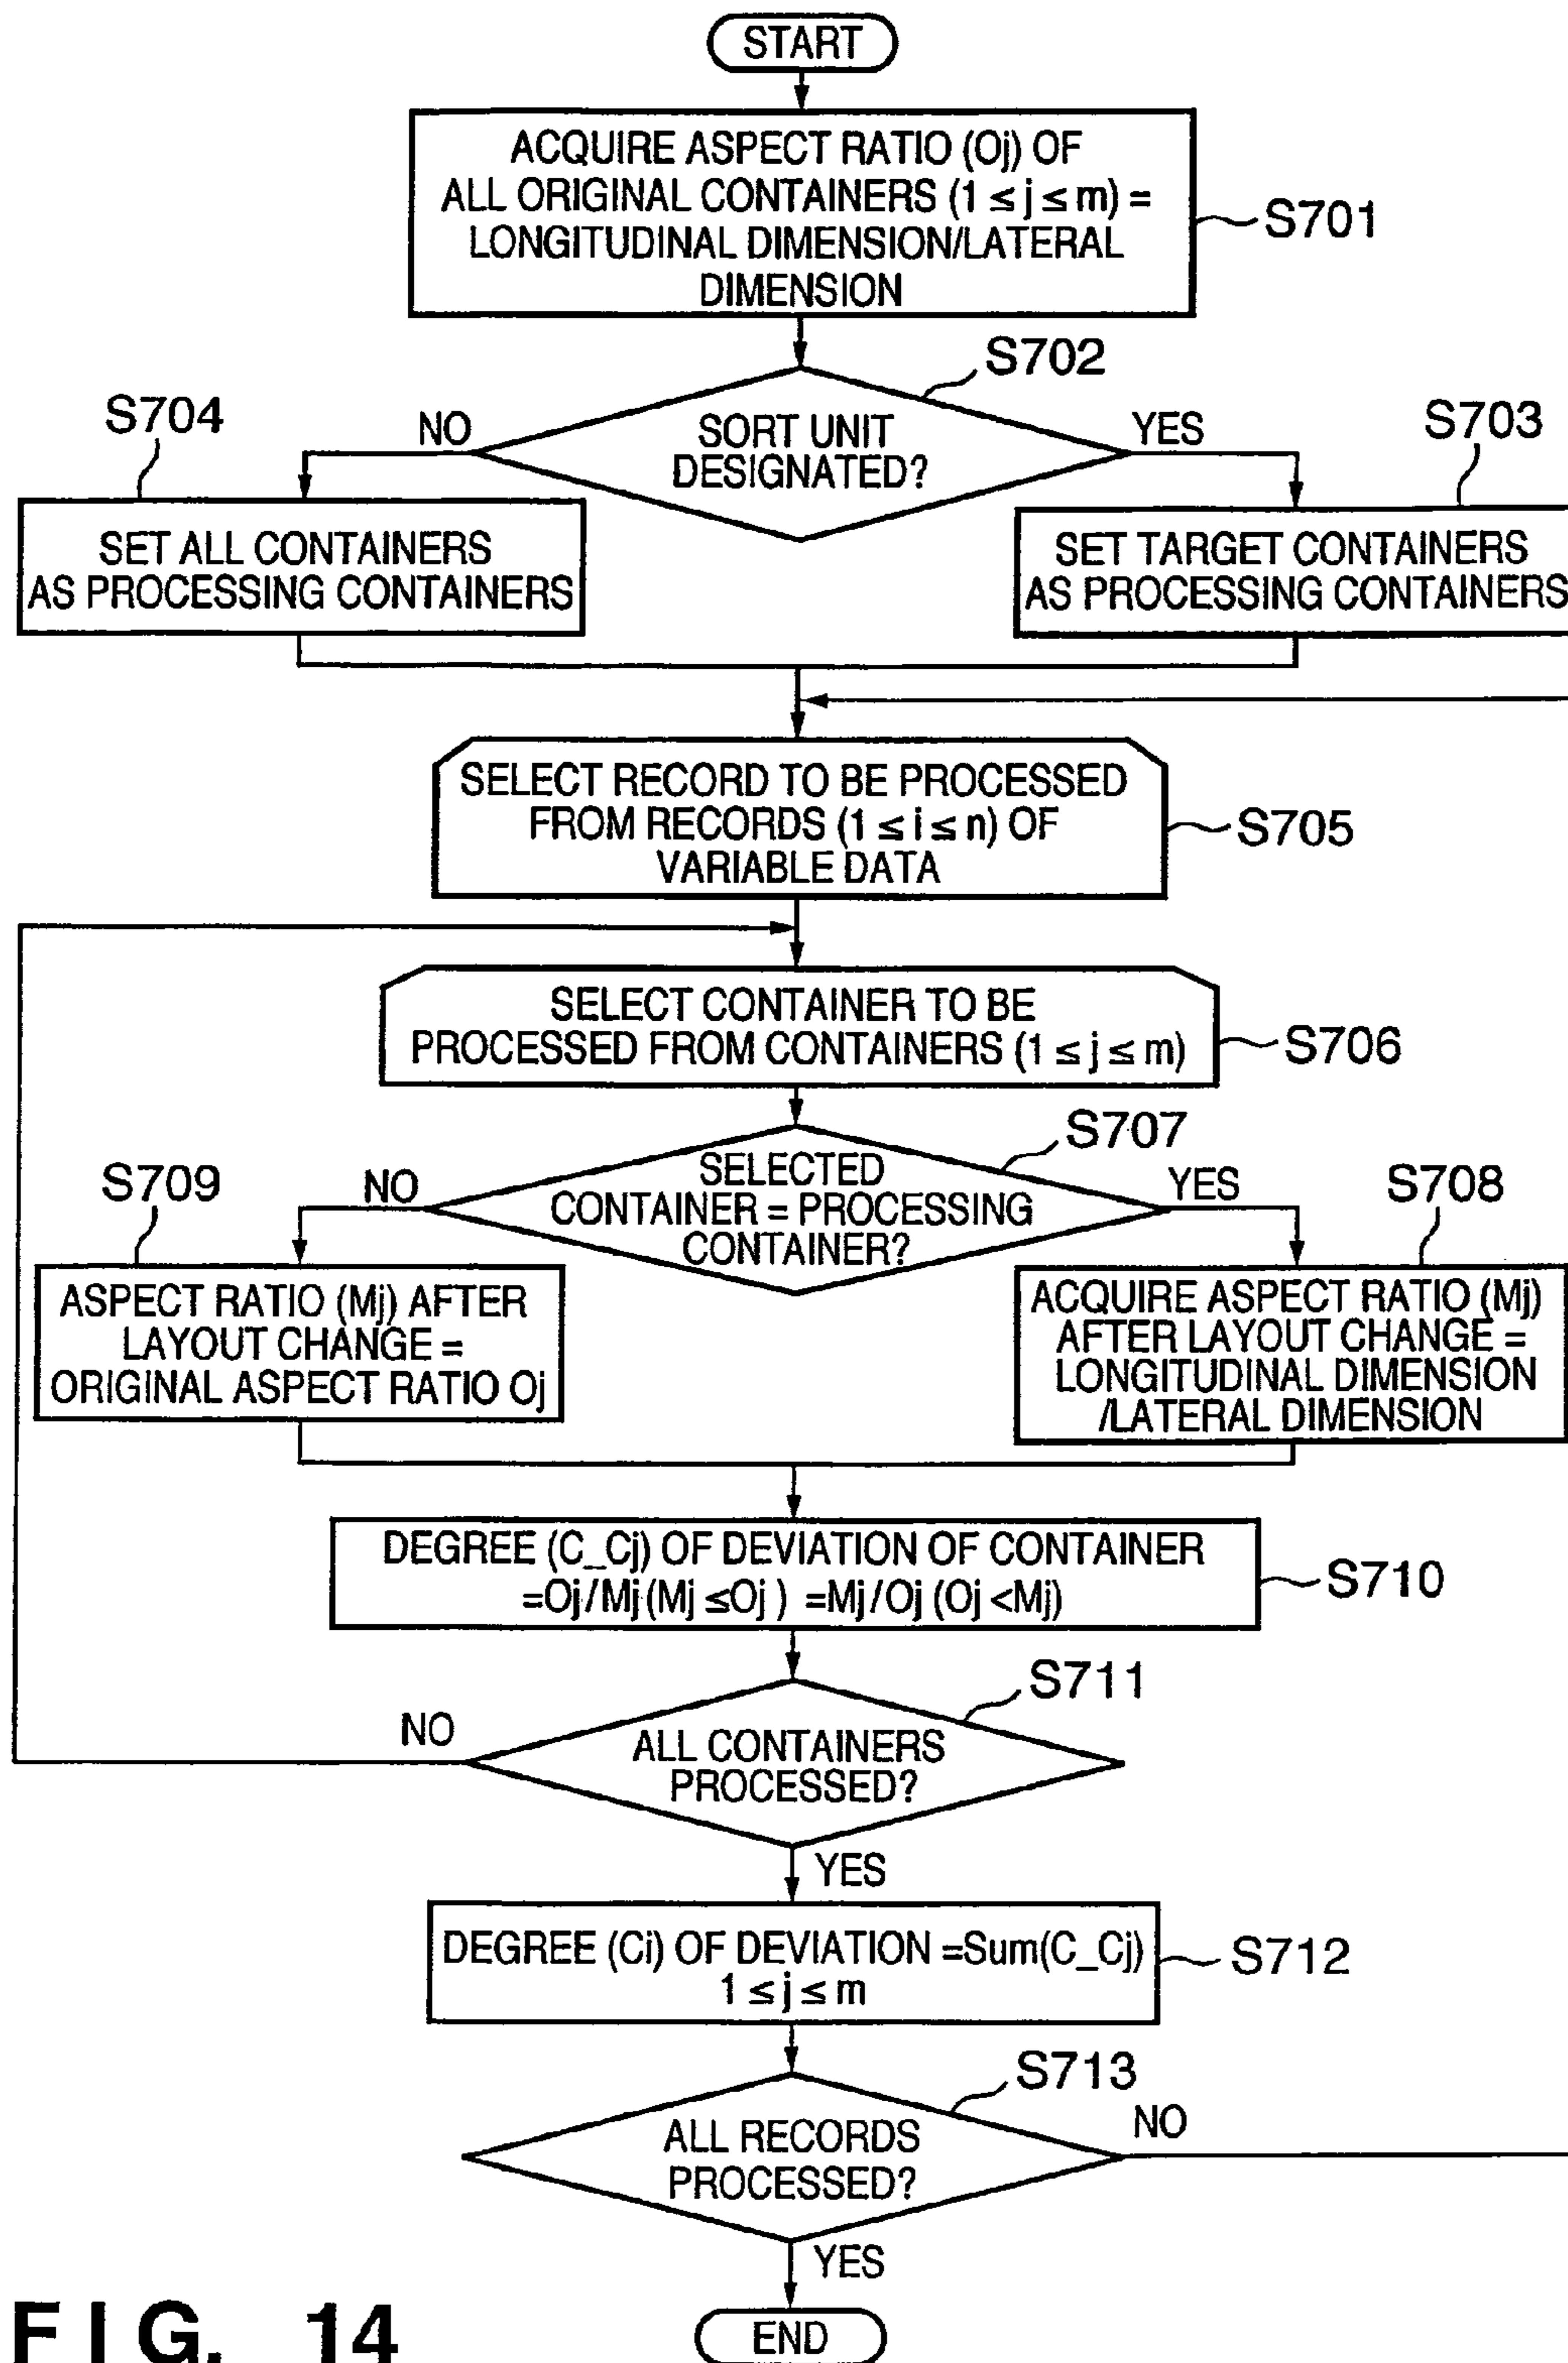 START
ACQUIRE ASPECT RATIO (Oj) OF
ALL ORIGINAL CONTAINERS (1 ≤ j ≤ m) =
LONGITUDINAL DIMENSION/LATERAL
DIMENSION
S701
S702
SORT UNIT
DESIGNATED?
NO
YES
S704
SET ALL CONTAINERS
AS PROCESSING CONTAINERS
S703
SET TARGET CONTAINERS
AS PROCESSING CONTAINERS
SELECT RECORD TO BE PROCESSED
FROM RECORDS (1 ≤ i ≤ n) OF
VARIABLE DATA
S705
SELECT CONTAINER TO BE
PROCESSED FROM CONTAINERS (1 ≤ j ≤ m)
S706
S707
SELECTED
CONTAINER = PROCESSING
CONTAINER?
NO
YES
S709
ASPECT RATIO (Mj) AFTER
LAYOUT CHANGE =
ORIGINAL ASPECT RATIO Oj
S708
ACQUIRE ASPECT RATIO (Mj)
AFTER LAYOUT CHANGE =
LONGITUDINAL DIMENSION
/LATERAL DIMENSION
DEGREE (C_Cj) OF DEVIATION OF CONTAINER
=Oj/Mj (Mj ≤Oj ) =Mj/Oj (Oj <Mj)
S710
S711
ALL CONTAINERS
PROCESSED?
NO
YES
DEGREE (Ci) OF DEVIATION =Sum(C_Cj)
1 ≤ j ≤ m
S712
S713
ALL RECORDS
PROCESSED?
NO
YES
END
FIG. 14